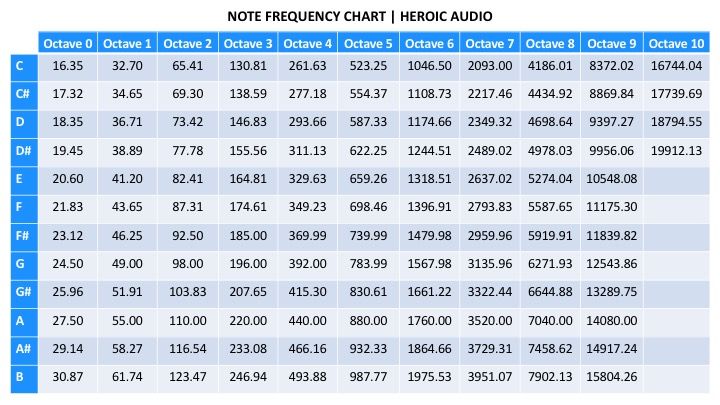 NOTE FREQUENCY CHART | HEROIC AUDIO
Octave 0 Octave 1 Octave 2 Octave 3 Octave 4 Octave 5 Octave 6 Octave 7 Octave 8 Octave 9 Octave 10
C 16.35 32.70 65.41 130.81 261.63 523.25 1046.50 2093.00 4186.01 8372.02 16744.04
C# 17.32 34.65 69.30 138.59 277.18 554.37 1108.73 2217.46 4434.92 8869.84 17739.69
D 18.35 36.71 73.42 146.83 293.66 587.33 1174.66 2349.32 4698.64 9397.27 18794.55
D# 19.45 38.89 77.78 155.56 311.13 622.25 1244.51 2489.02 4978.03 9956.06 19912.13
E 20.60 41.20 82.41 164.81 329.63 659.26 1318.51 2637.02 5274.04 10548.08
F 21.83 43.65 87.31 174.61 349.23 698.46 1396.91 2793.83 5587.65 11175.30
F# 23.12 46.25 92.50 185.00 369.99 739.99 1479.98 2959.96 5919.91 11839.82
G 24.50 49.00 98.00 196.00 392.00 783.99 1567.98 3135.96 6271.93 12543.86
G# 25.96 51.91 103.83 207.65 415.30 830.61 1661.22 3322.44 6644.88 13289.75
A 27.50 55.00 110.00 220.00 440.00 880.00 1760.00 3520.00 7040.00 14080.00
A# 29.14 58.27 116.54 233.08 466.16 932.33 1864.66 3729.31 7458.62 14917.24
B 30.87 61.74 123.47 246.94 493.88 987.77 1975.53 3951.07 7902.13 15804.26